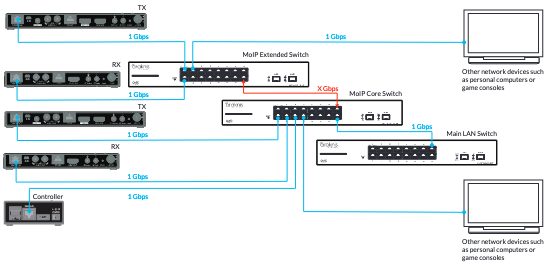 TX
1 Gbps
1 Gbps
MoIP Extended Switch
RX
Other network devices such
as personal computers or
game consoles
X Gbps
1 Gbps
MoIP Core Switch
TX
1 Gbps
1 Gbps
Main LAN Switch
RX
1 Gbps
Controller
1 Gbps
Other network devices such
as personal computers or
game consoles